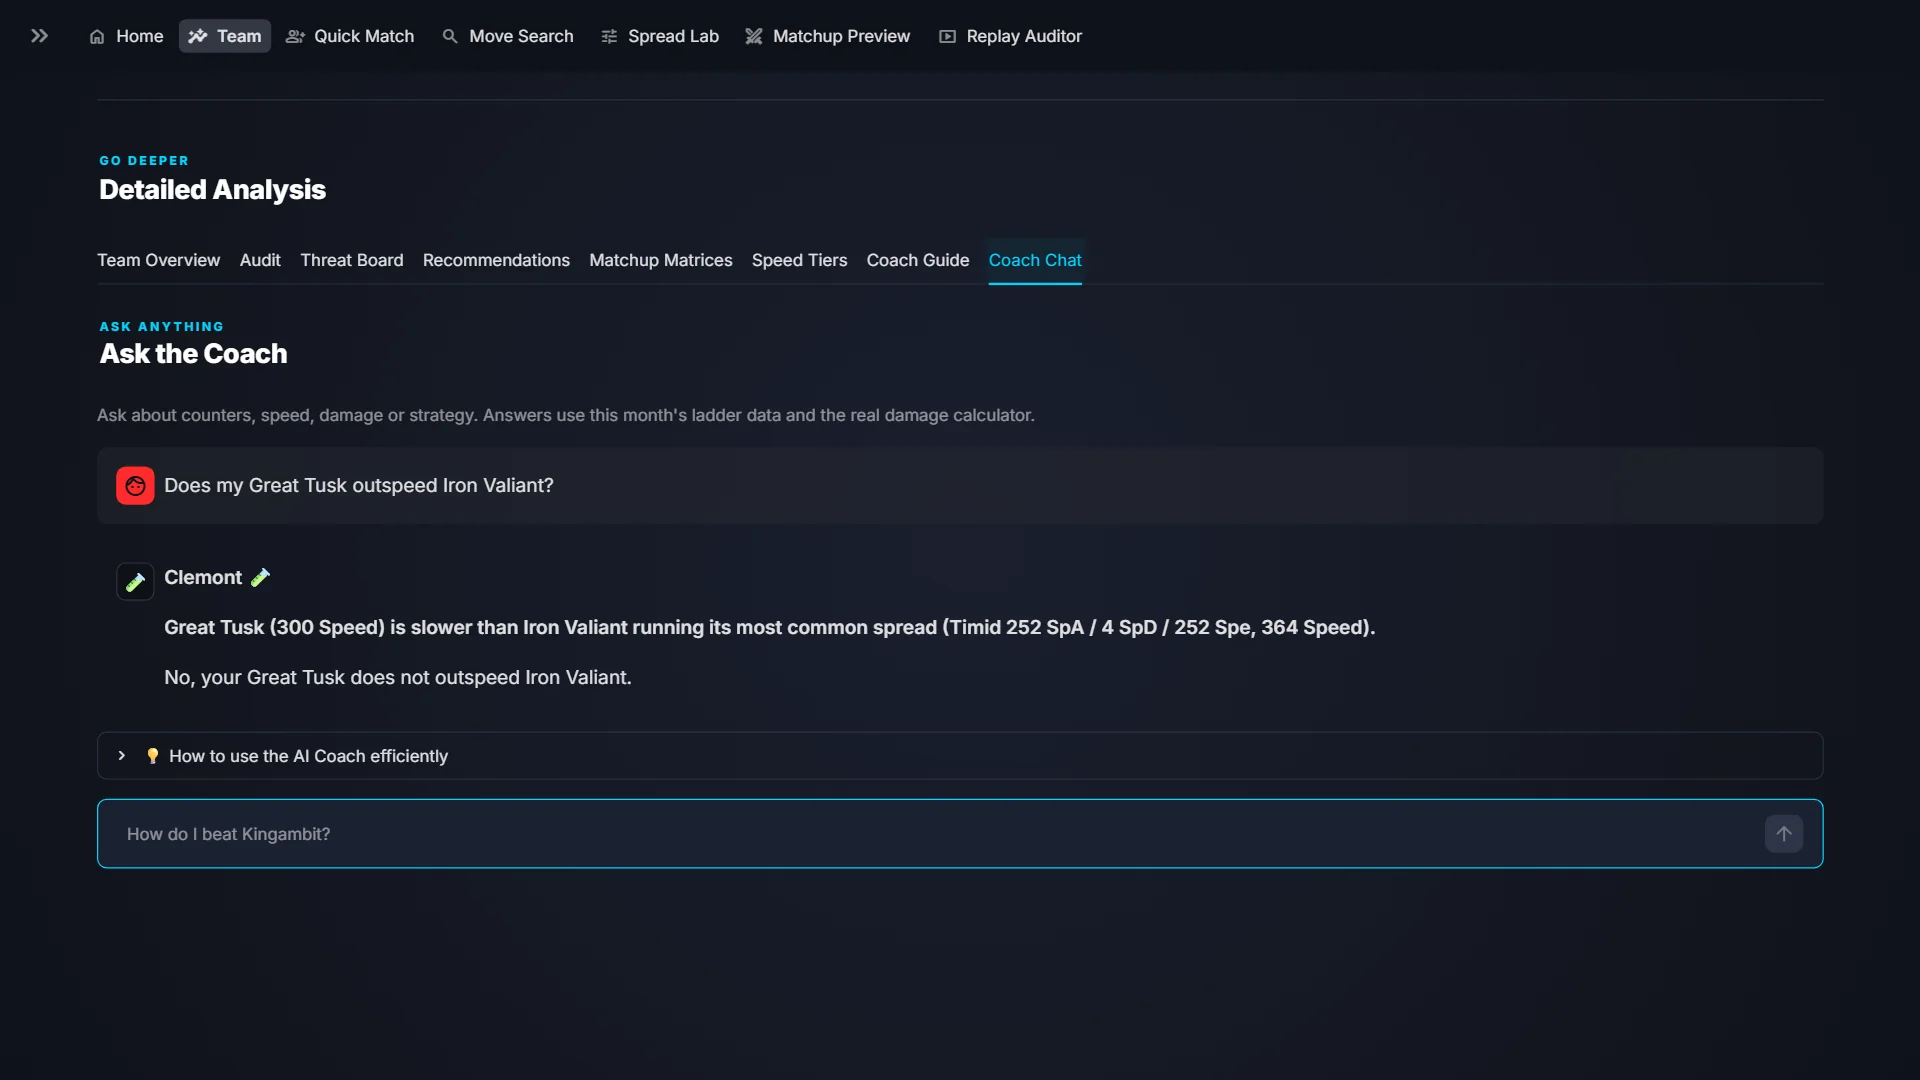 Home Team Quick Match Move Search Spread Lab Matchup Preview Replay Auditor
GO DEEPER
Detailed Analysis
Team Overview Audit Threat Board Recommendations Matchup Matrices Speed Tiers Coach Guide Coach Chat
ASK ANYTHING
Ask the Coach
Ask about counters, speed, damage or strategy. Answers use this month's ladder data and the real damage calculator.
Does my Great Tusk outspeed Iron Valiant?
Clemont
Great Tusk (300 Speed) is slower than Iron Valiant running its most common spread (Timid 252 SpA / 4 SpD / 252 Spe, 364 Speed).
No, your Great Tusk does not outspeed Iron Valiant.
How to use the AI Coach efficiently
How do I beat Kingambit?